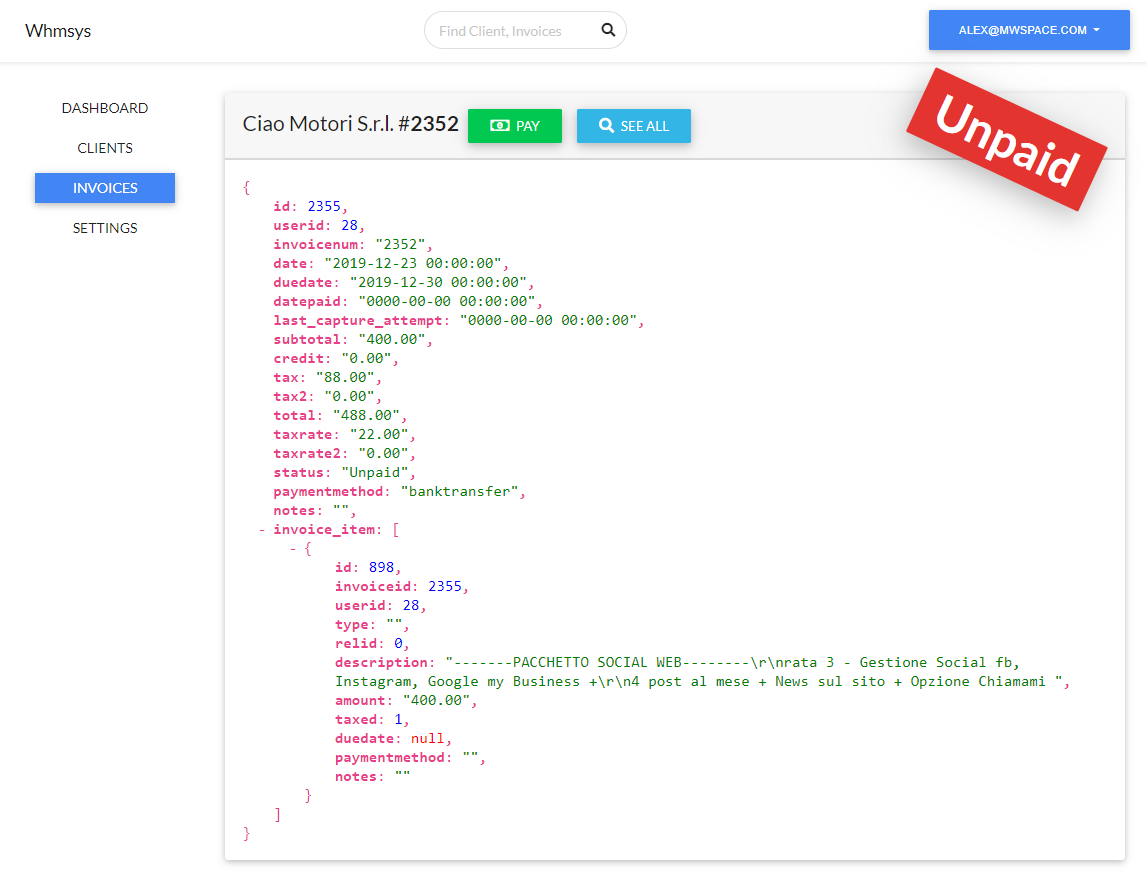 Whmsys
Find Client, Invoices
ALEX@MWSPACE.COM
DASHBOARD
CLIENTS
INVOICES
SETTINGS
Ciao Motori S.r.l. #2352
PAY
SEE ALL
Unpaid
{
id: 2355,
userid: 28,
invoicenum: "2352",
date: "2019-12-23 00:00:00",
duedate: "2019-12-30 00:00:00",
datepaid: "0000-00-00 00:00:00",
last_capture_attempt: "0000-00-00 00:00:00",
subtotal: "400.00",
credit: "0.00",
tax: "88.00",
tax2: "0.00",
total: "488.00",
taxrate: "22.00",
taxrate2: "0.00",
status: "Unpaid",
paymentmethod: "banktransfer",
notes: "",
- invoice_item: [
- {
id: 898,
invoiceid: 2355,
userid: 28,
type: "",
relid: 0,
description: "-------PACCHETTO SOCIAL WEB--------\r\nrata 3 - Gestione Social fb,
Instagram, Google my Business +\r\n4 post al mese + News sul sito + Opzione Chiamami ",
amount: "400.00",
taxed: 1,
duedate: null,
paymentmethod: "",
notes: ""
}
]
}